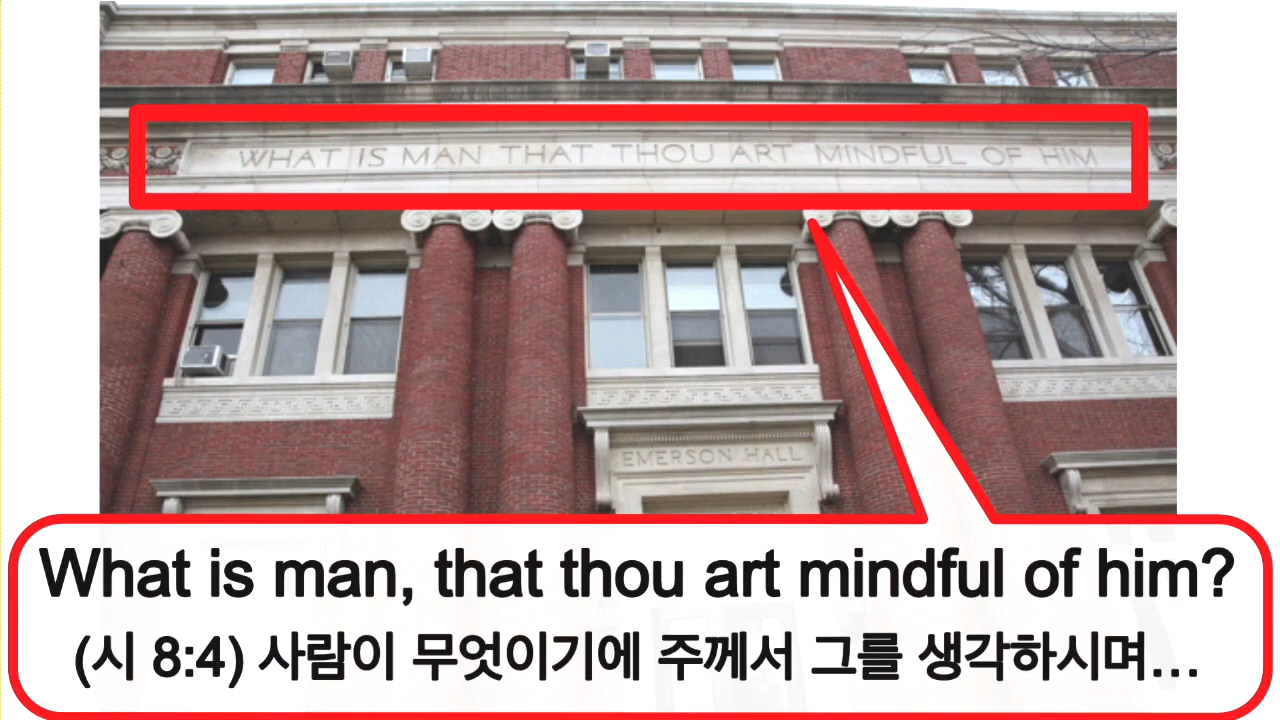 WHAT IS MAN THAT THOU ART MINDFUL OF HIM
EMERSON HALL
What is man, that thou art mindful of him?
(시 8:4) 사람이 무엇이기에 주께서 그를 생각하시며...